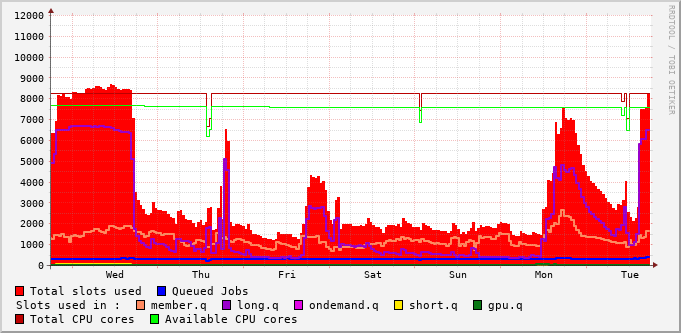 12000
11000
10000
9000
8000
7000
6000
5000
4000
3000
2000
1000
0
Wed Thu Fri Sat Sun Mon Tue
RRDTOOL / TOBI OETIKER
Total slots used Queued Jobs
Slots used in : member.q long.q ondemand.q short.q gpu.q
Total CPU cores Available CPU cores